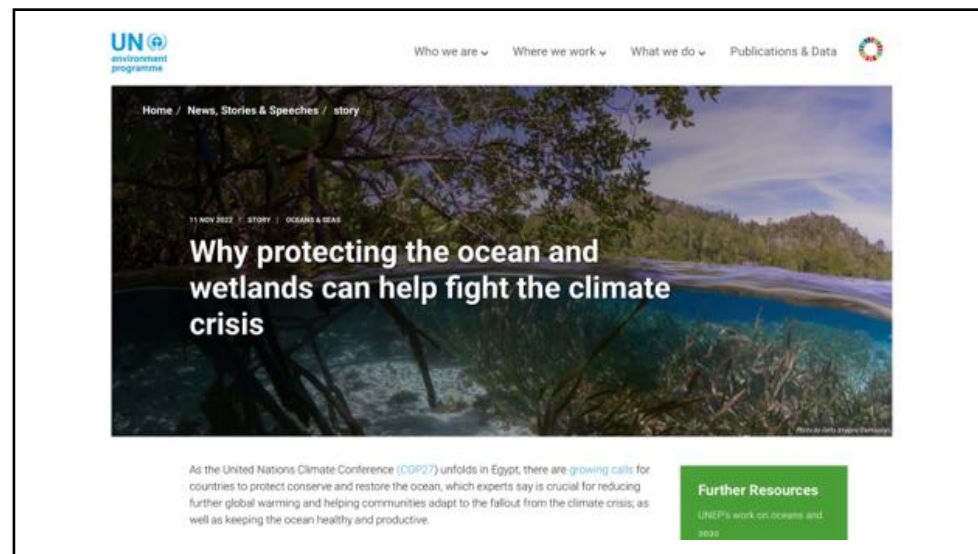 UN
environment
programme
Who we are Where we work What we do Publications & Data
Home / News, Stories & Speeches / story
11 NOV 2022 | STORY | OCEANS & SEAS
Why protecting the ocean and
wetlands can help fight the climate
crisis
Photo by Getty Images
As the United Nations Climate Conference (COP27) unfolds in Egypt, there are growing calls for
countries to protect conserve and restore the ocean, which experts say is crucial for reducing
further global warming and helping communities adapt to the fallout from the climate crisis; as
well as keeping the ocean healthy and productive.
Further Resources
UNEP's work on oceans and
seas